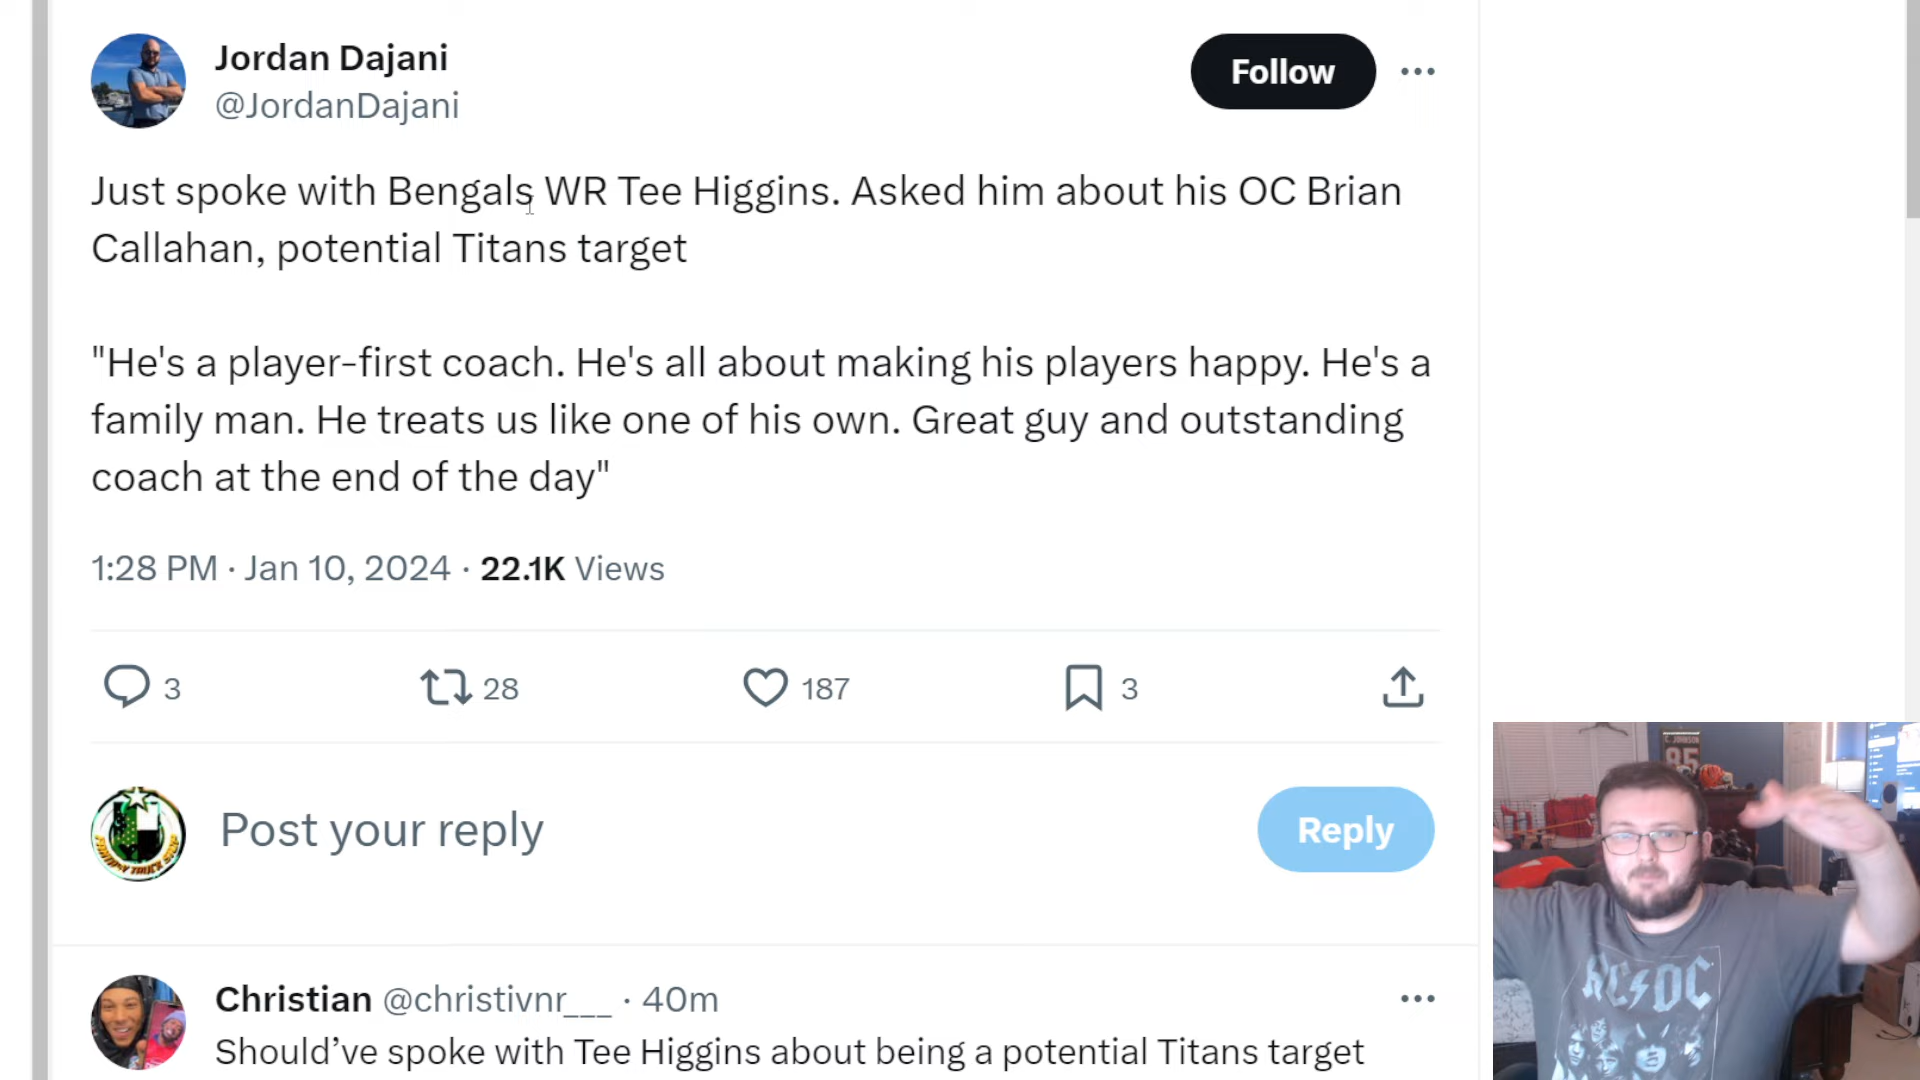 Jordan Dajani
@JordanDajani
Follow
Just spoke with Bengals WR Tee Higgins. Asked him about his OC Brian
Callahan, potential Titans target
"He's a player-first coach. He's all about making his players happy. He's a
family man. He treats us like one of his own. Great guy and outstanding
coach at the end of the day"
1:28 PM · Jan 10, 2024 · 22.1K Views
3
28
187
3
Post your reply
Reply
Christian @christivnr___ · 40m
Should’ve spoke with Tee Higgins about being a potential Titans target
C. JOHNSON
85
AC⚡DC